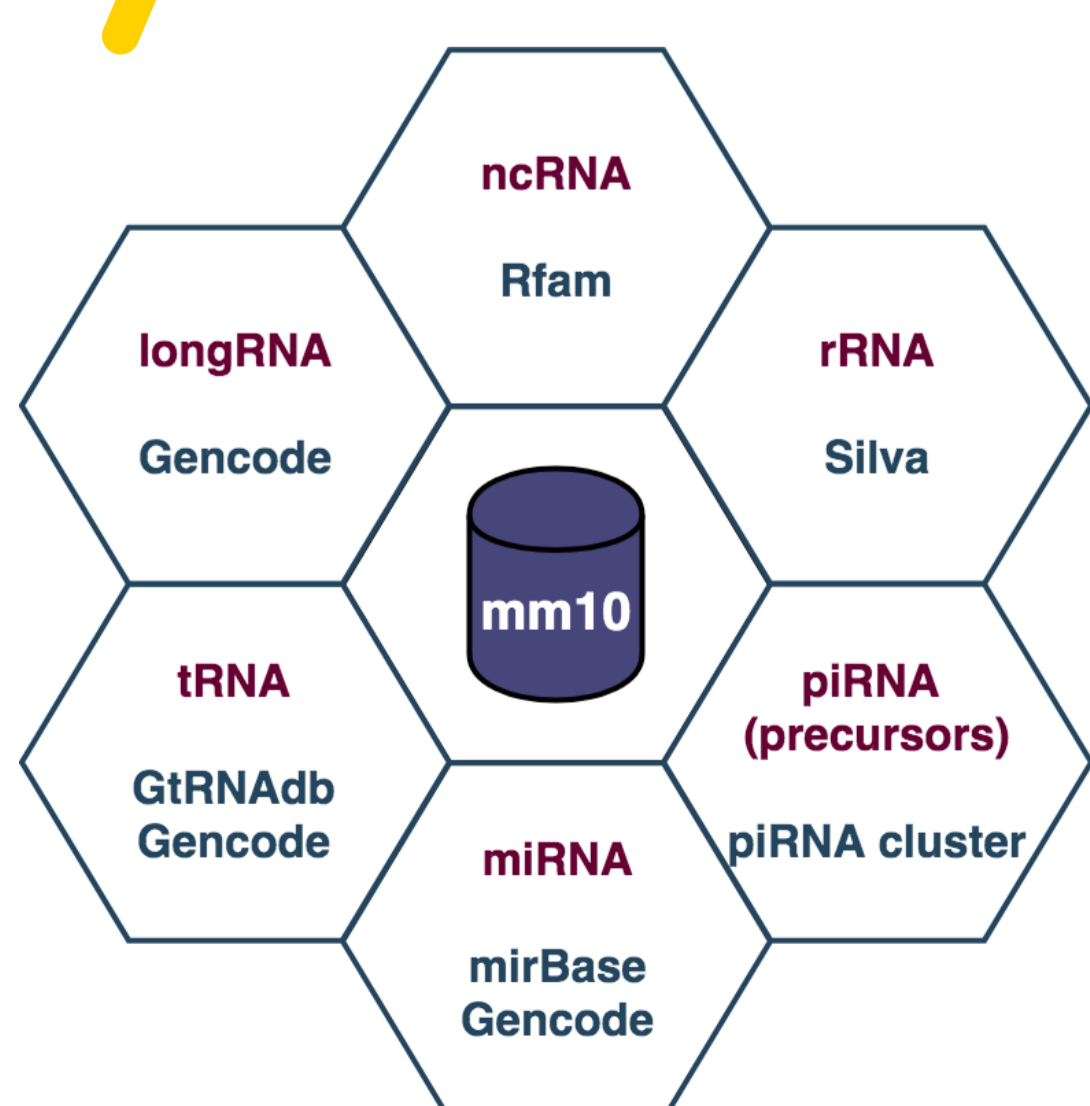 ncRNA
Rfam
longRNA
Gencode
rRNA
Silva
mm10
tRNA
GtRNAdb
Gencode
piRNA
(precursors)
piRNA cluster
miRNA
mirBase
Gencode